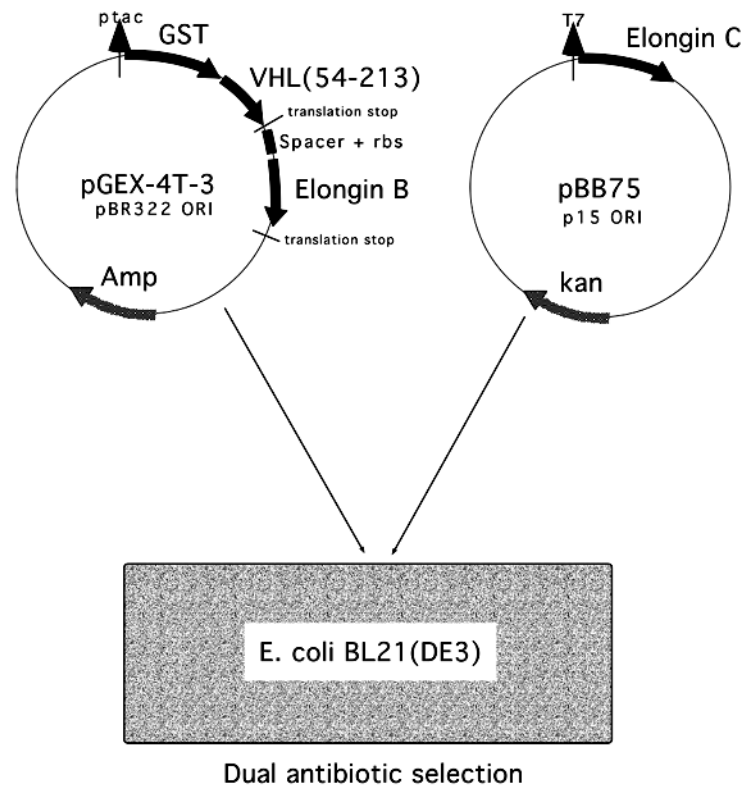 ptac
GST
VHL(54-213)
translation stop
Spacer + rbs
pGEX-4T-3
pBR322 ORI
Elongin B
translation stop
Amp
T7
Elongin C
pBB75
p15 ORI
kan
E. coli BL21(DE3)
Dual antibiotic selection